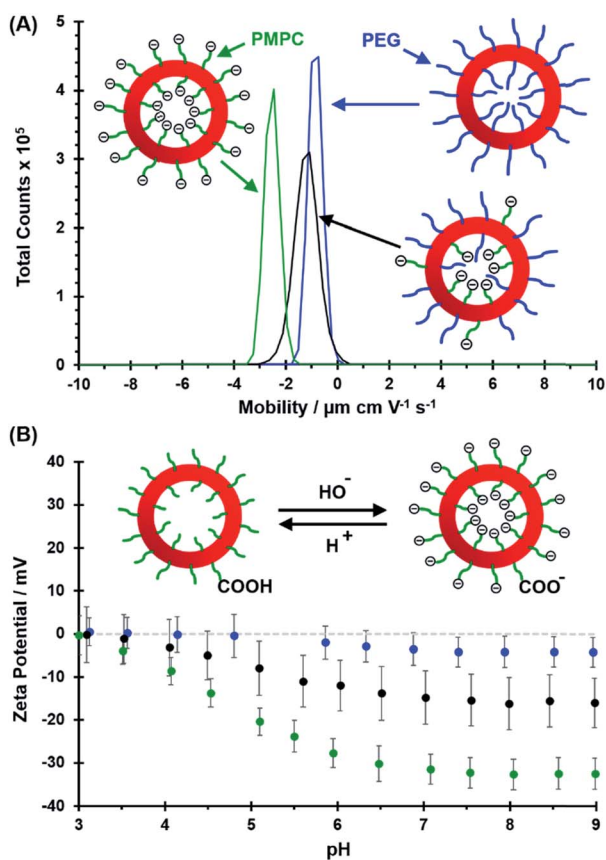 (A)
PMPC
PEG
Total Counts x 10⁵
5
4
3
2
1
0
-10 -8 -6 -4 -2 0 2 4 6 8 10
Mobility / µm cm V⁻¹ s⁻¹
(B)
HO⁻
H⁺
COOH
COO⁻
Zeta Potential / mV
40
30
20
10
0
-10
-20
-30
-40
3 4 5 6 7 8 9
pH